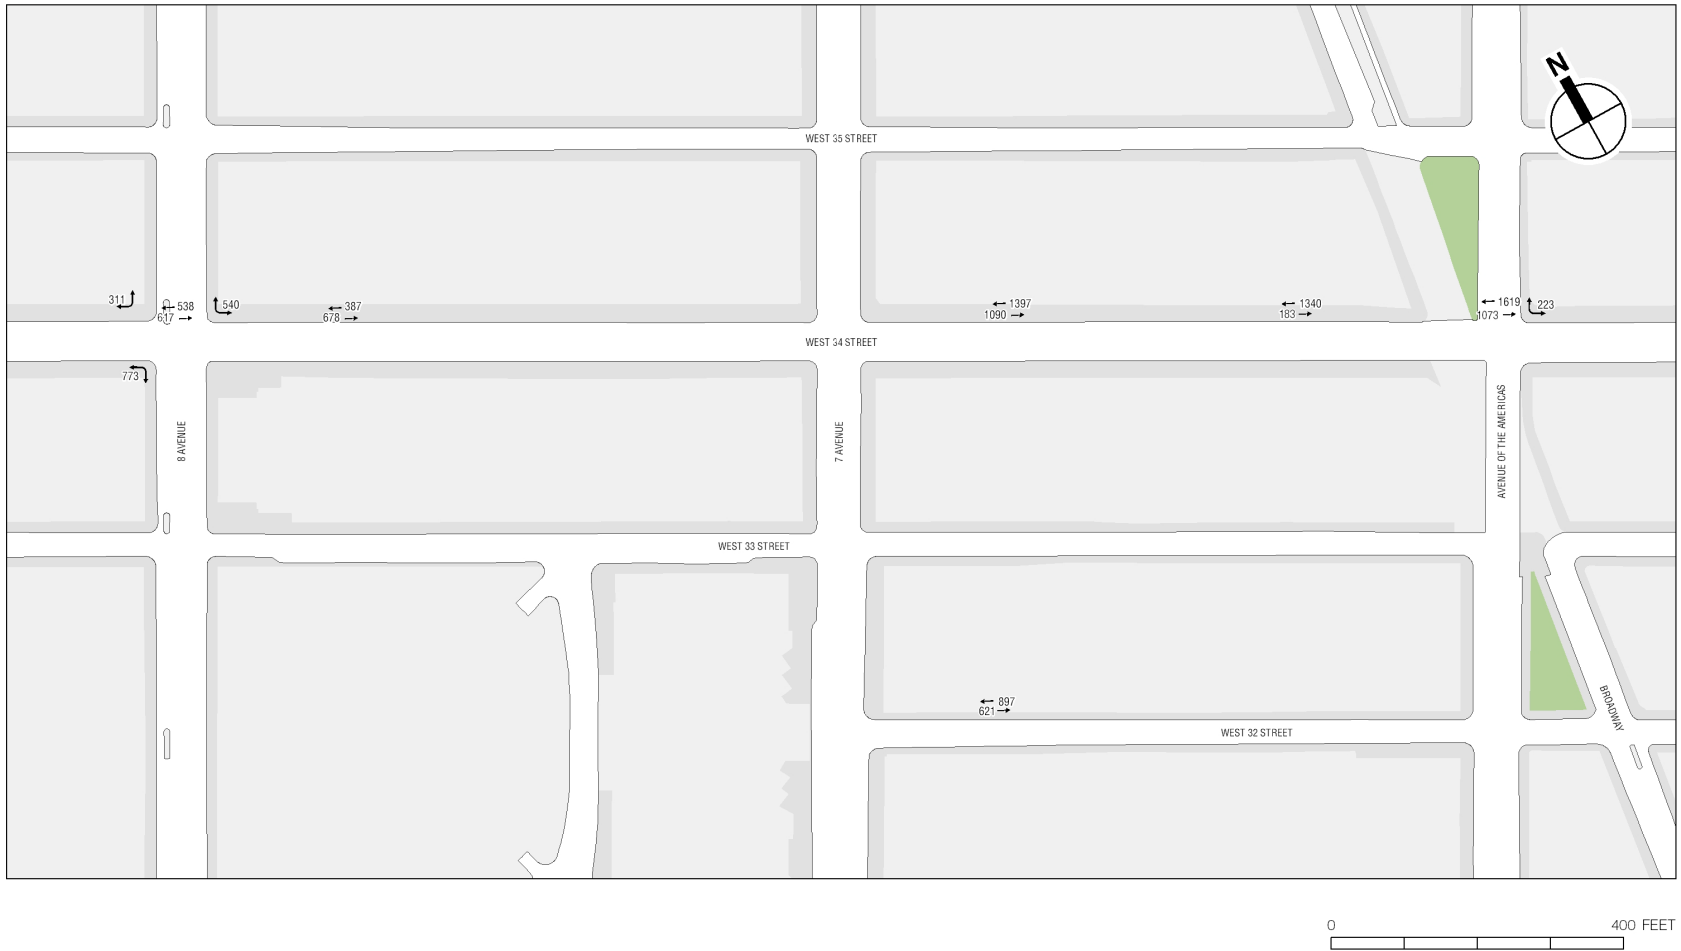 N
WEST 35 STREET
311
538
617
540
387
678
1397
1090
1340
183
1619
1073
223
WEST 34 STREET
773
8 AVENUE
7 AVENUE
AVENUE OF THE AMERICAS
WEST 33 STREET
897
621
BROADWAY
WEST 32 STREET
0 400 FEET